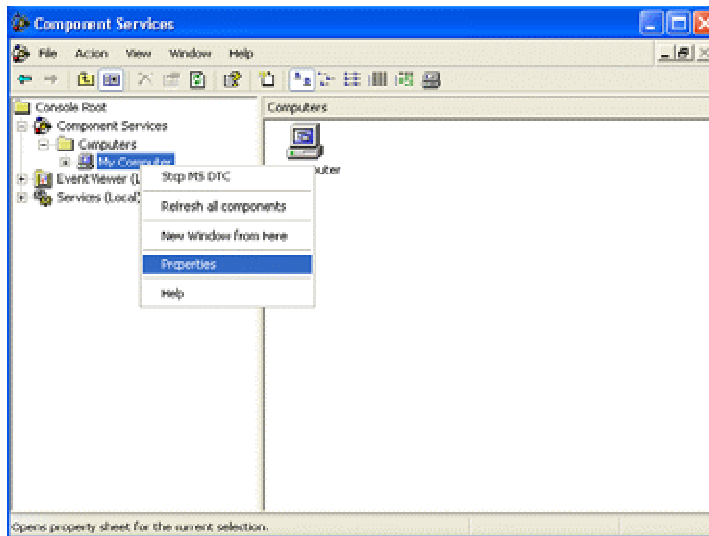 Component Services
File Action View Window Help
Console Root
Computers
Component Services
Computers
My Computer
Event Viewer (L
Services (Local)
Stop MS DTC
Refresh all components
New Window from Here
Properties
Help
puter
Opens property sheet for the current selection.